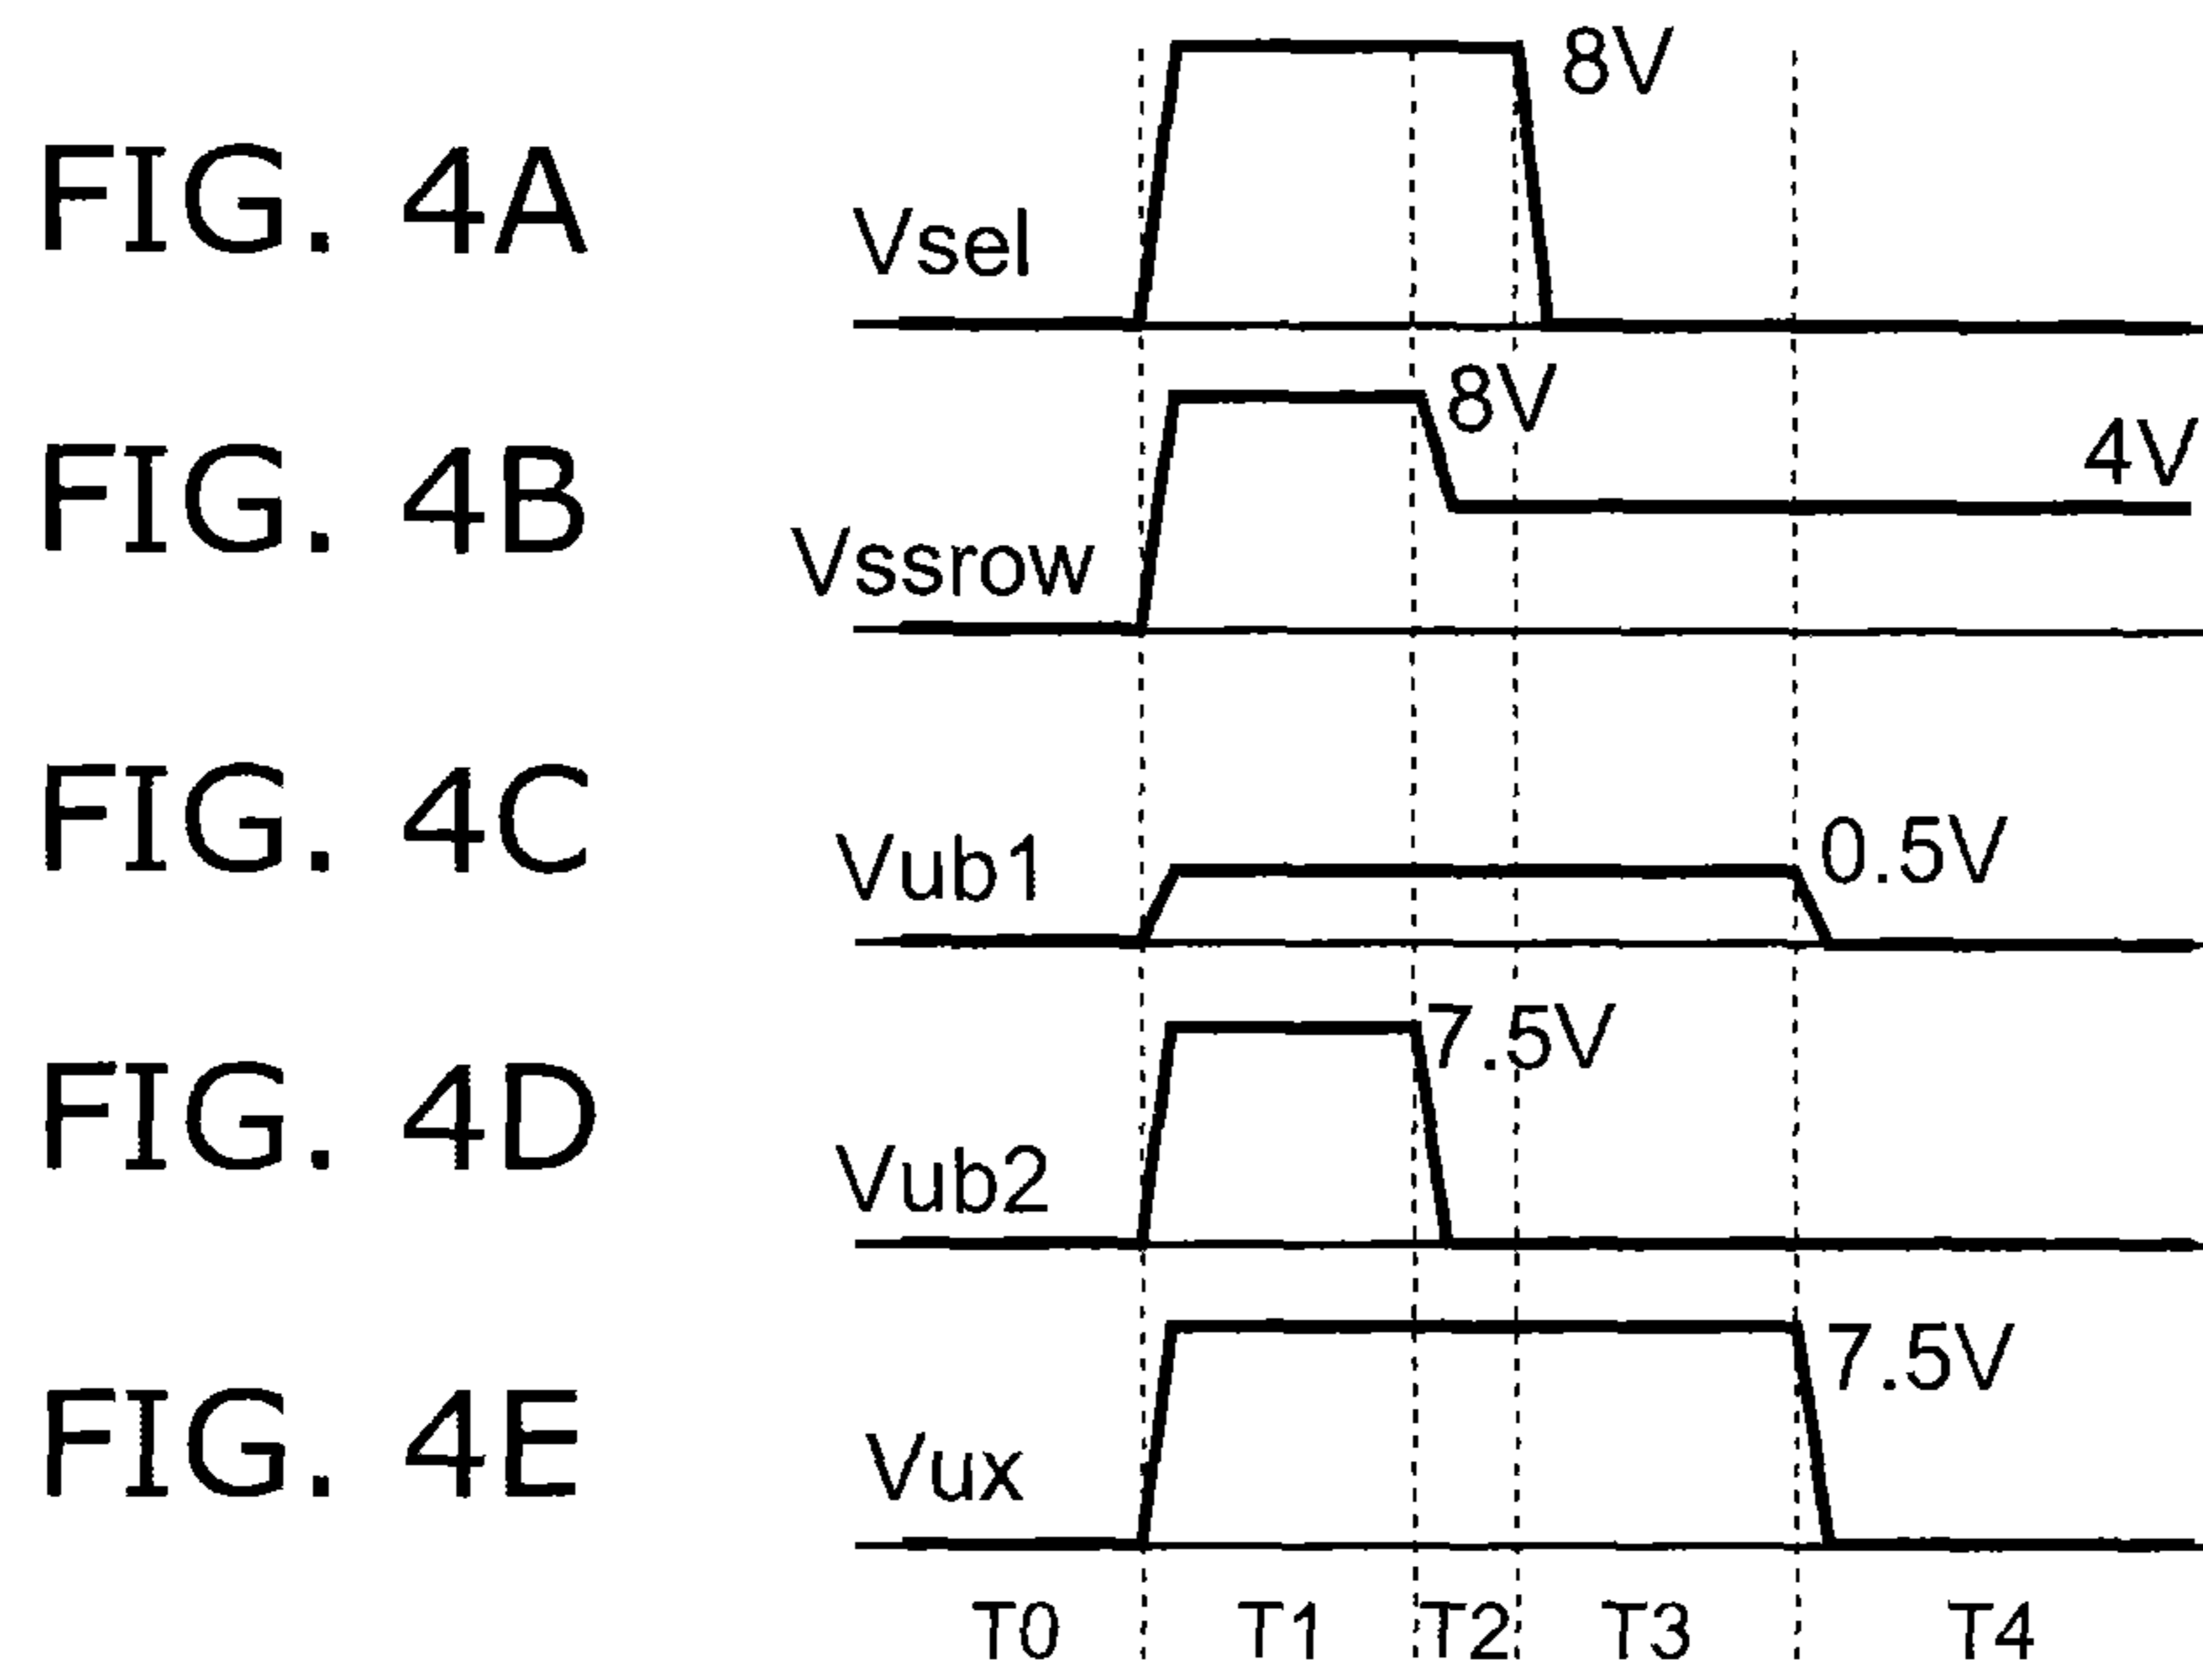 FIG. 4A
Vsel
8V
FIG. 4B
Vssrow
8V
4V
FIG. 4C
Vub1
0.5V
FIG. 4D
Vub2
7.5V
FIG. 4E
Vux
7.5V
T0 T1 T2 T3 T4